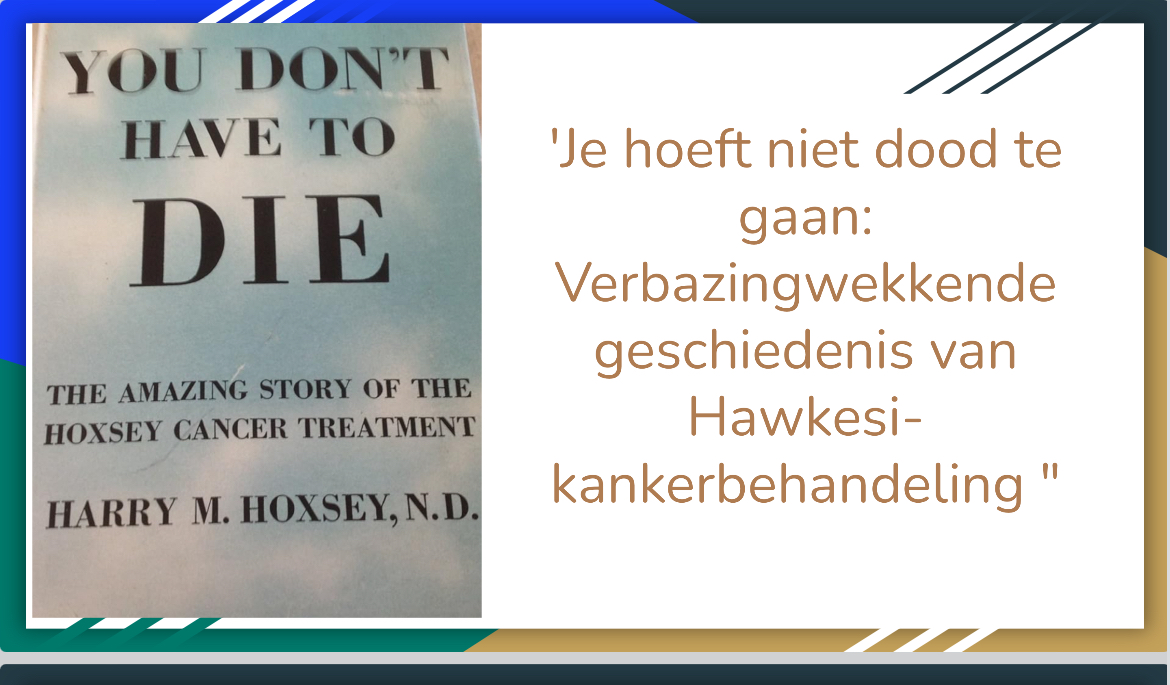 YOU DON'T
HAVE TO
DIE
THE AMAZING STORY OF THE
HOXSEY CANCER TREATMENT
HARRY M. HOXSEY, N.D.
'Je hoeft niet dood te
gaan:
Verbazingwekkende
geschiedenis van
Hawkesi-
kankerbehandeling "